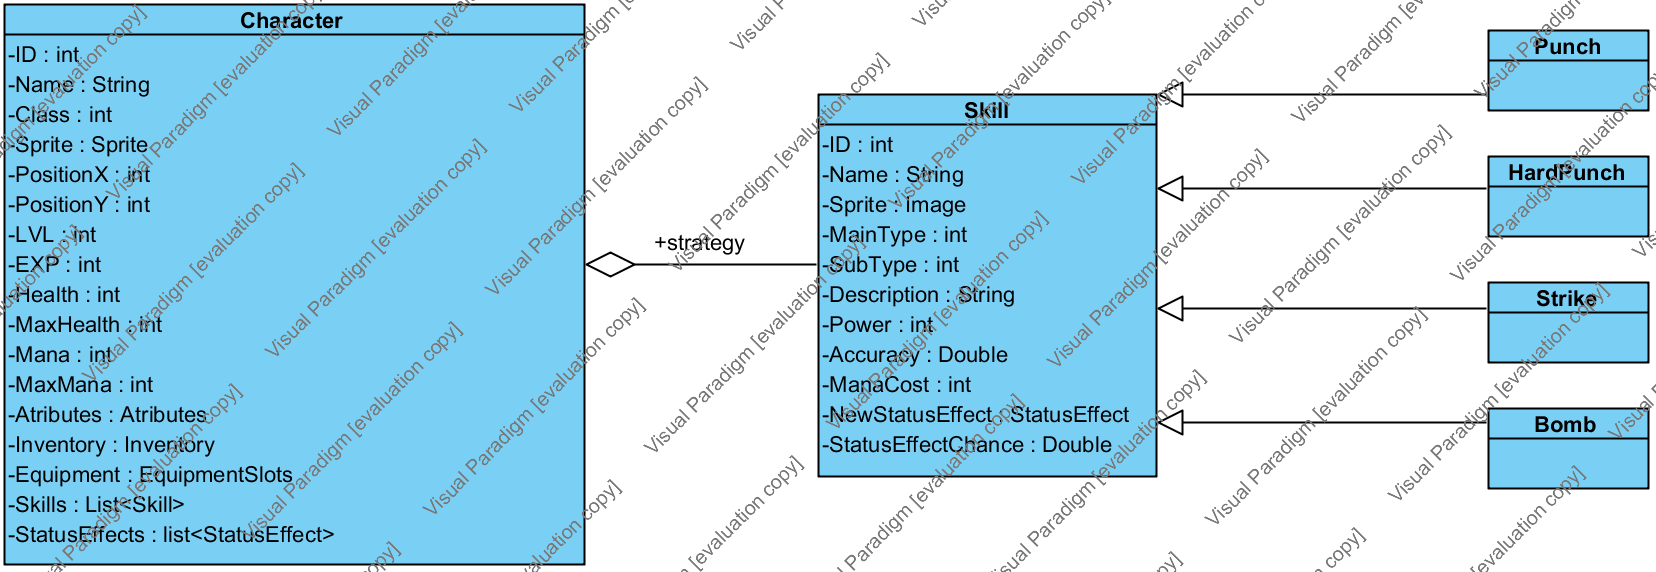 Character
-ID : int
-Name : String
-Class : int
-Sprite : Sprite
-PositionX : int
-PositionY : int
-LVL : int
-EXP : int
-Health : int
-MaxHealth : int
-Mana : int
-MaxMana : int
-Atributes : Atributes
-Inventory : Inventory
-Equipment : EquipmentSlots
-Skills : List<Skill>
-StatusEffects : list<StatusEffect>
+strategy
Skill
-ID : int
-Name : String
-Sprite : Image
-MainType : int
-SubType : int
-Description : String
-Power : int
-Accuracy : Double
-ManaCost : int
-NewStatusEffect : StatusEffect
-StatusEffectChance : Double
Punch
HardPunch
Strike
Bomb
Visual Paradigm [evaluation copy]